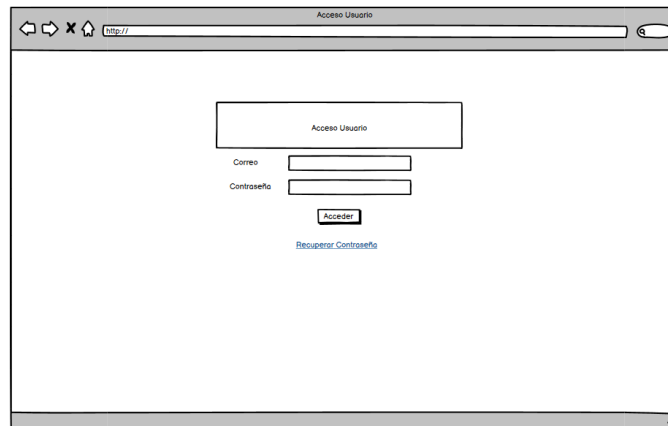 Acceso Usuario
http://
Acceso Usuario
Correo
Contraseña
Acceder
Recuperar Contraseña